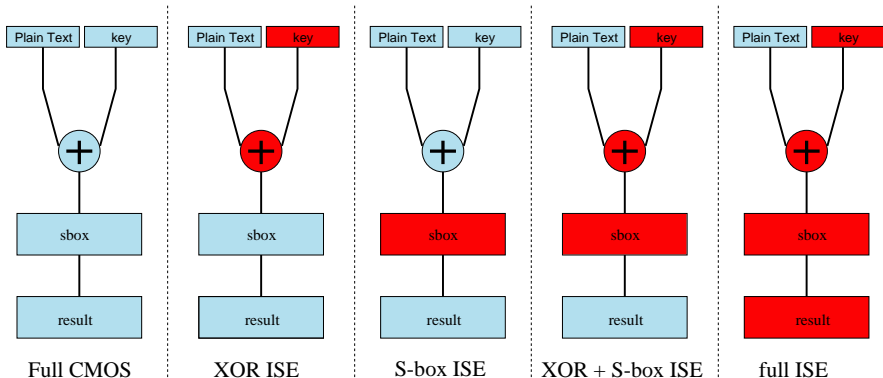 Plain Text key Plain Text key Plain Text key Plain Text key Plain Text key
sbox sbox sbox sbox sbox
result result result result result
Full CMOS XOR ISE S-box ISE XOR + S-box ISE full ISE